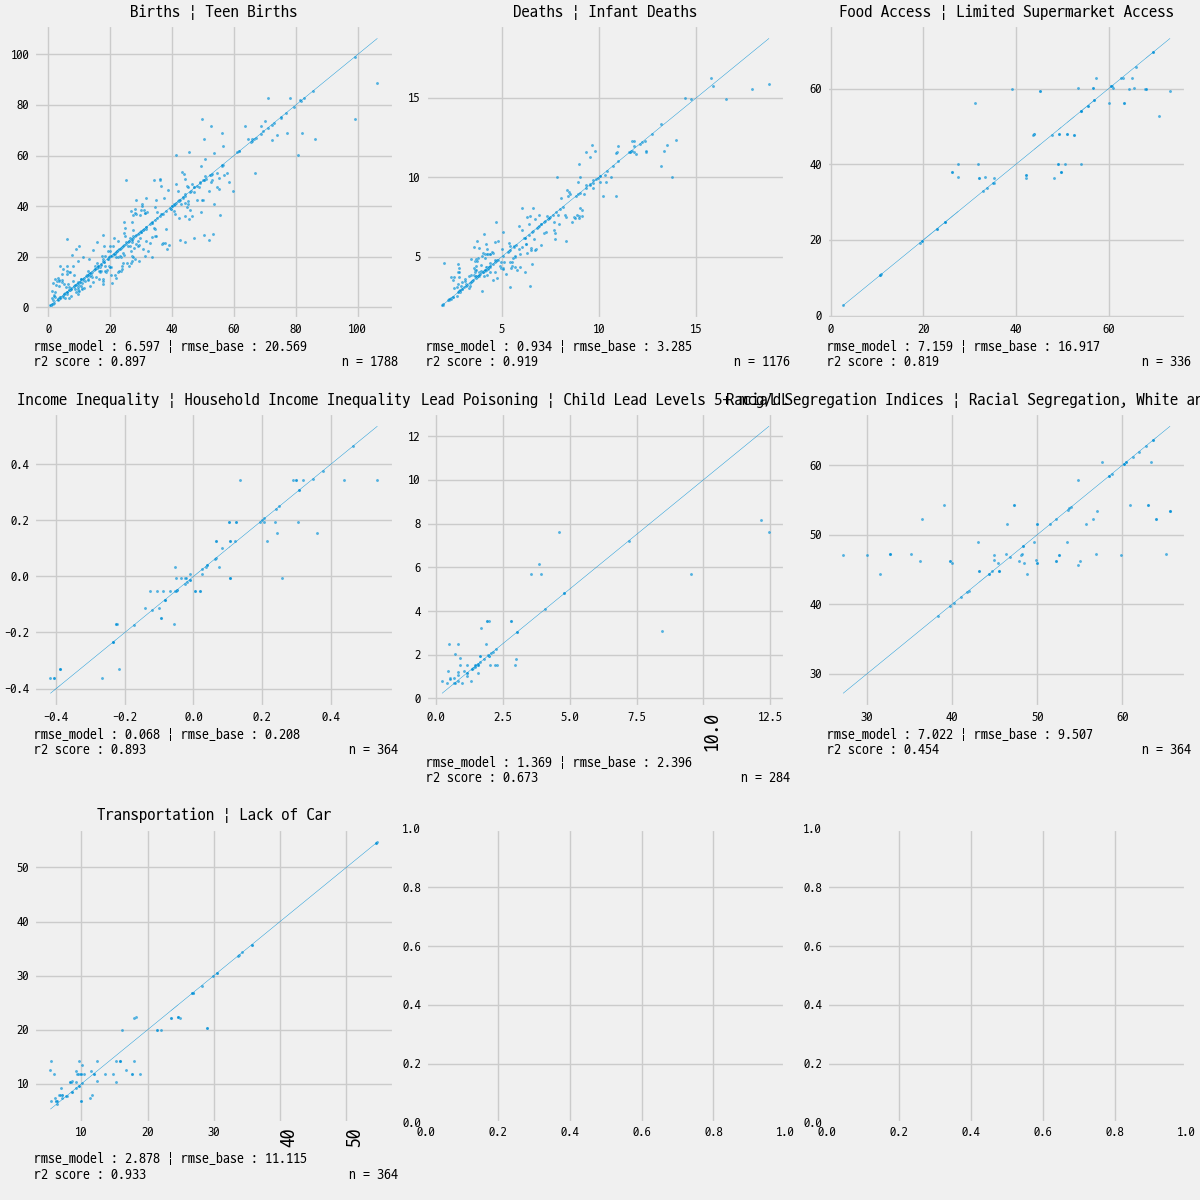 Births ¦ Teen Births
100
80
60
40
20
0
0 20 40 60 80 100
rmse_model : 6.597 ¦ rmse_base : 20.569
r2 score : 0.897 n = 1788
Deaths ¦ Infant Deaths
15
10
5
5 10 15
rmse_model : 0.934 ¦ rmse_base : 3.285
r2 score : 0.919 n = 1176
Food Access ¦ Limited Supermarket Access
60
40
20
0
0 20 40 60
rmse_model : 7.159 ¦ rmse_base : 16.917
r2 score : 0.819 n = 336
Income Inequality ¦ Household Income Inequality
0.4
0.2
0.0
−0.2
−0.4
−0.4 −0.2 0.0 0.2 0.4
rmse_model : 0.068 ¦ rmse_base : 0.208
r2 score : 0.893 n = 364
Lead Poisoning ¦ Child Lead Levels 5+ mcg/dL
12
10
8
6
4
2
0
0.0 2.5 5.0 7.5 10.0 12.5
rmse_model : 1.369 ¦ rmse_base : 2.396
r2 score : 0.673 n = 284
Racial Segregation Indices ¦ Racial Segregation, White an
60
50
40
30
30 40 50 60
rmse_model : 7.022 ¦ rmse_base : 9.507
r2 score : 0.454 n = 364
Transportation ¦ Lack of Car
50
40
30
20
10
10 20 30 40 50
rmse_model : 2.878 ¦ rmse_base : 11.115
r2 score : 0.933 n = 364
1.0
0.8
0.6
0.4
0.2
0.0
0.0 0.2 0.4 0.6 0.8 1.0
1.0
0.8
0.6
0.4
0.2
0.0
0.0 0.2 0.4 0.6 0.8 1.0